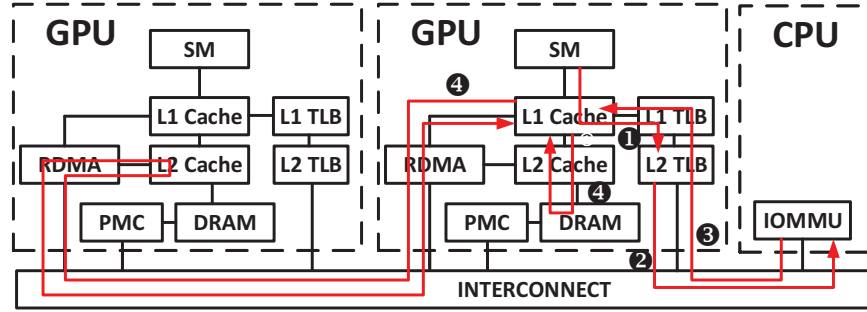 GPU
SM
L1 Cache
L1 TLB
RDMA
L2 Cache
L2 TLB
PMC
DRAM
GPU
SM
❹
L1 Cache
L1 TLB
❶
RDMA
L2 Cache
L2 TLB
❹
PMC
DRAM
❸
❷
CPU
IOMMU
INTERCONNECT